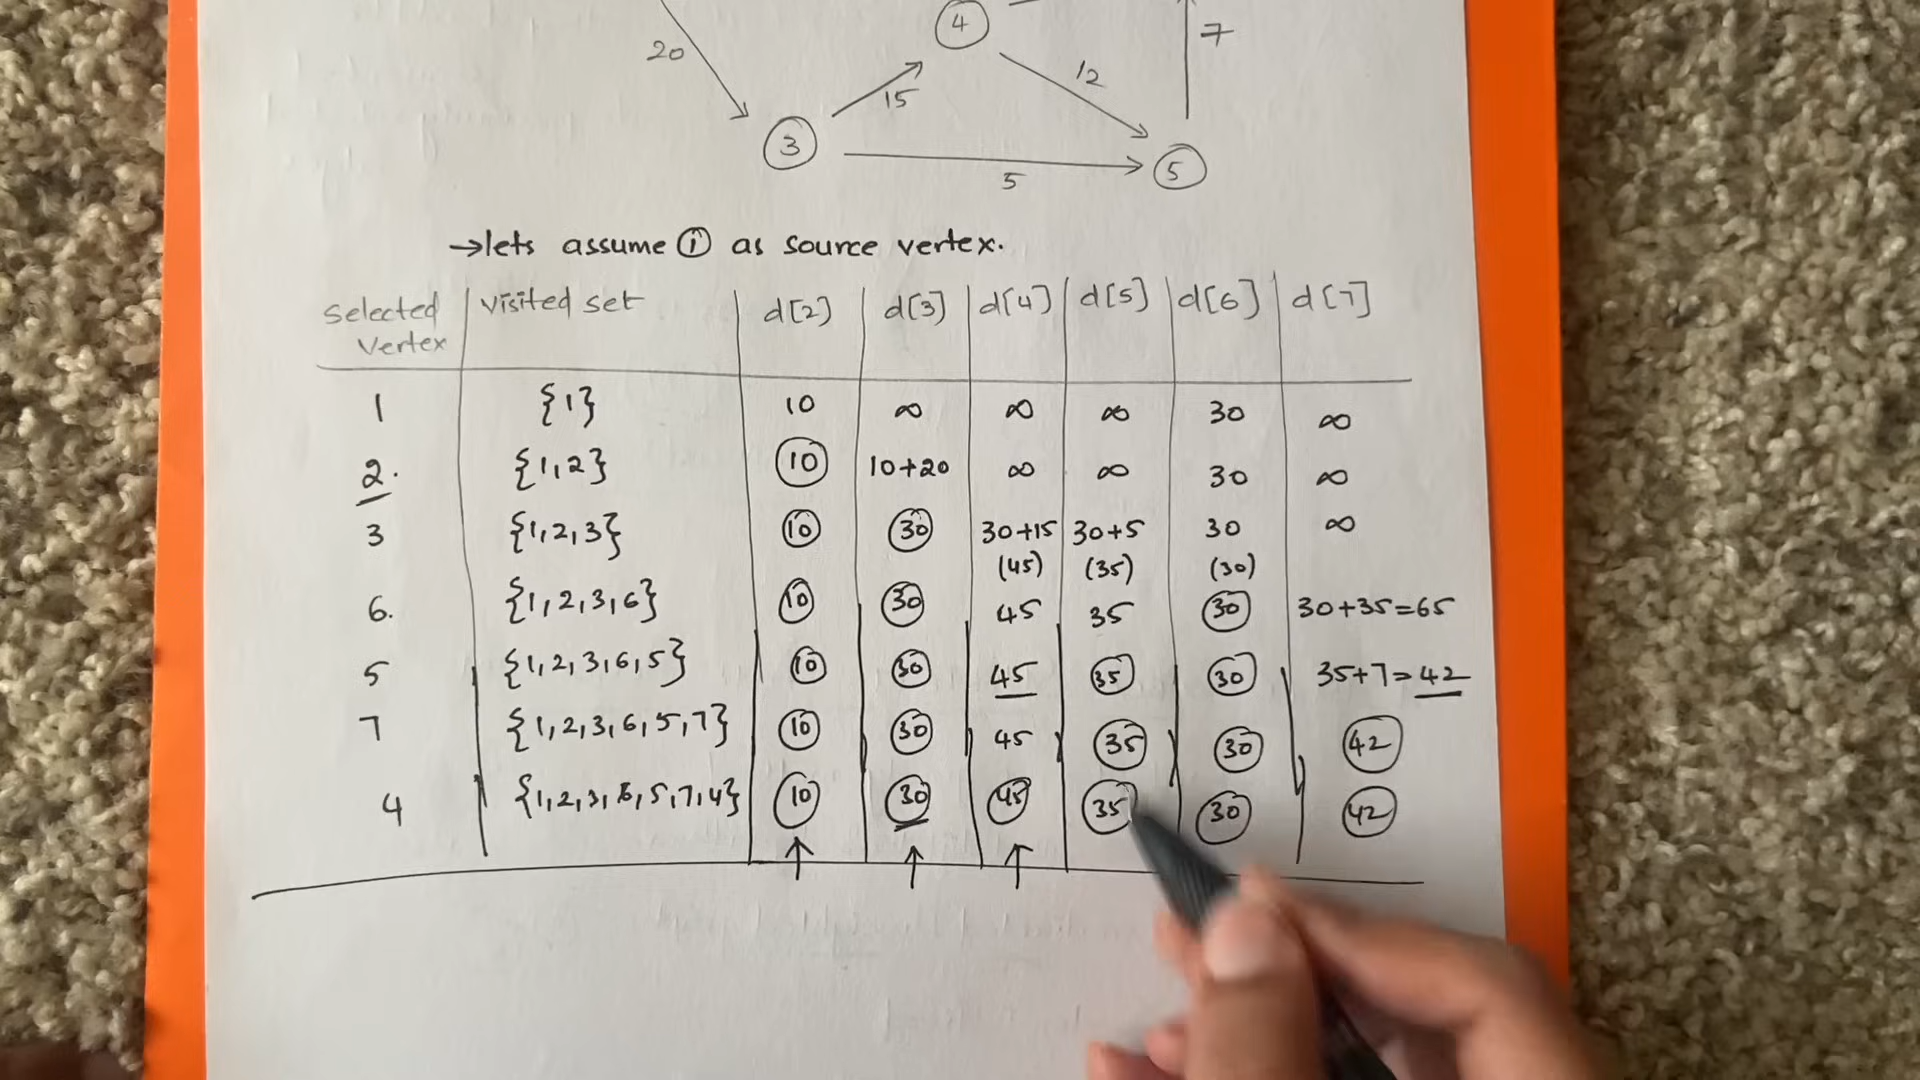 4
7
20
12
15
3
5
5
→lets assume ① as source vertex.
selected Vertex | visited set | d[2] | d[3] | d[4] | d[5] | d[6] | d[7]
1 {1} 10 ∞ ∞ ∞ 30 ∞
2. {1,2} 10 10+20 ∞ ∞ 30 ∞
3 {1,2,3} 10 30 30+15 30+5 30 ∞
(45) (35) (30)
6. {1,2,3,6} 10 30 45 35 30 30+35=65
5 {1,2,3,6,5} 10 30 45 35 30 35+7=42
7 {1,2,3,6,5,7} 10 30 45 35 30 42
4 {1,2,3,6,5,7,4} 10 30 45 35 30 42